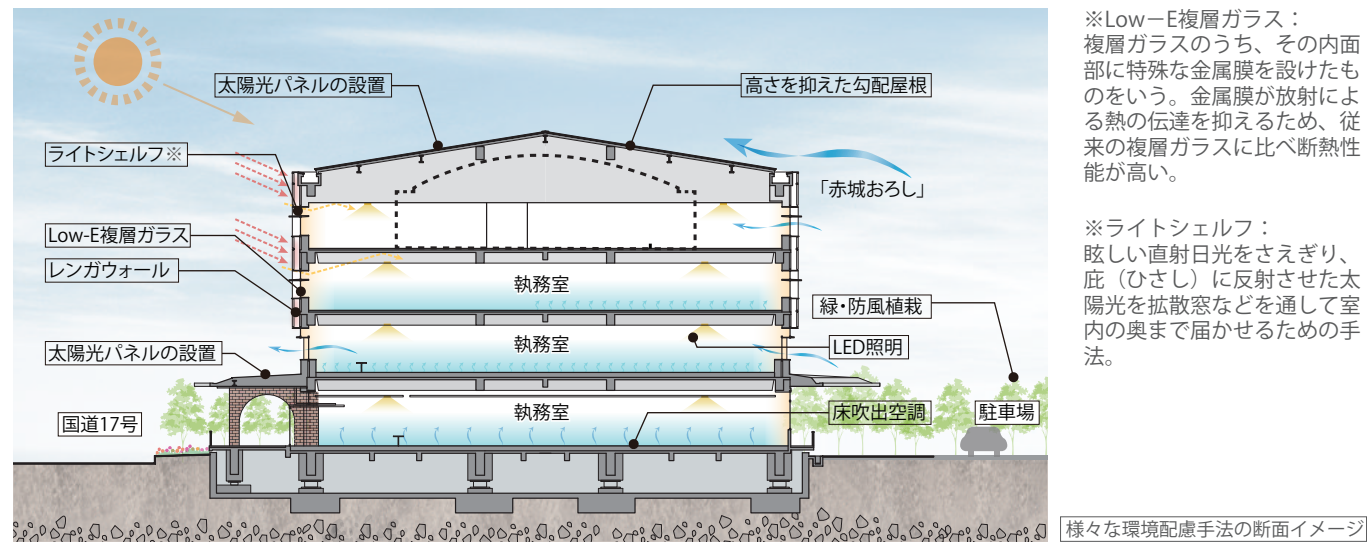 太陽光パネルの設置
高さを抑えた勾配屋根
ライトシェルフ※
「赤城おろし」
Low-E複層ガラス
レンガウォール
執務室
緑・防風植栽
執務室
LED照明
太陽光パネルの設置
執務室
床吹出空調
駐車場
国道17号
※Low－E複層ガラス：
複層ガラスのうち、その内面
部に特殊な金属膜を設けたも
のをいう。金属膜が放射によ
る熱の伝達を抑えるため、従
来の複層ガラスに比べ断熱性
能が高い。
※ライトシェルフ：
眩しい直射日光をさえぎり、
庇（ひさし）に反射させた太
陽光を拡散窓などを通して室
内の奥まで届かせるための手
法。
様々な環境配慮手法の断面イメージ